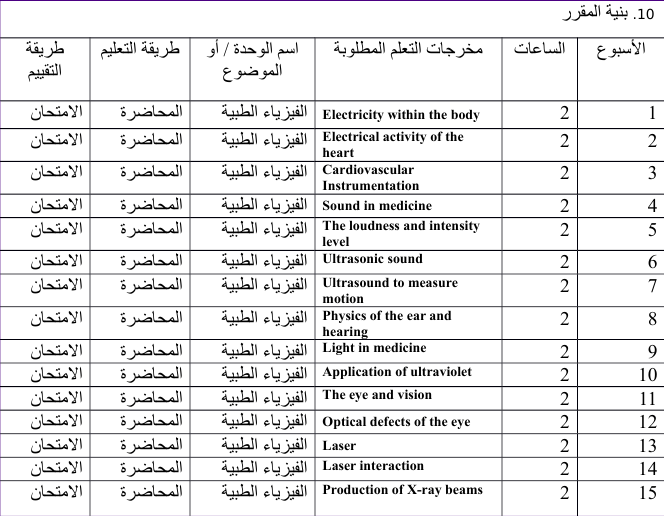 10. بنية المقرر
الأسبوع الساعات مخرجات التعلم المطلوبة اسم الوحدة / أو الموضوع طريقة التعليم طريقة التقييم
1 2 Electricity within the body الفيزياء الطبية المحاضرة الامتحان
2 2 Electrical activity of the heart الفيزياء الطبية المحاضرة الامتحان
3 2 Cardiovascular Instrumentation الفيزياء الطبية المحاضرة الامتحان
4 2 Sound in medicine الفيزياء الطبية المحاضرة الامتحان
5 2 The loudness and intensity level الفيزياء الطبية المحاضرة الامتحان
6 2 Ultrasonic sound الفيزياء الطبية المحاضرة الامتحان
7 2 Ultrasound to measure motion الفيزياء الطبية المحاضرة الامتحان
8 2 Physics of the ear and hearing الفيزياء الطبية المحاضرة الامتحان
9 2 Light in medicine الفيزياء الطبية المحاضرة الامتحان
10 2 Application of ultraviolet الفيزياء الطبية المحاضرة الامتحان
11 2 The eye and vision الفيزياء الطبية المحاضرة الامتحان
12 2 Optical defects of the eye الفيزياء الطبية المحاضرة الامتحان
13 2 Laser الفيزياء الطبية المحاضرة الامتحان
14 2 Laser interaction الفيزياء الطبية المحاضرة الامتحان
15 2 Production of X-ray beams الفيزياء الطبية المحاضرة الامتحان